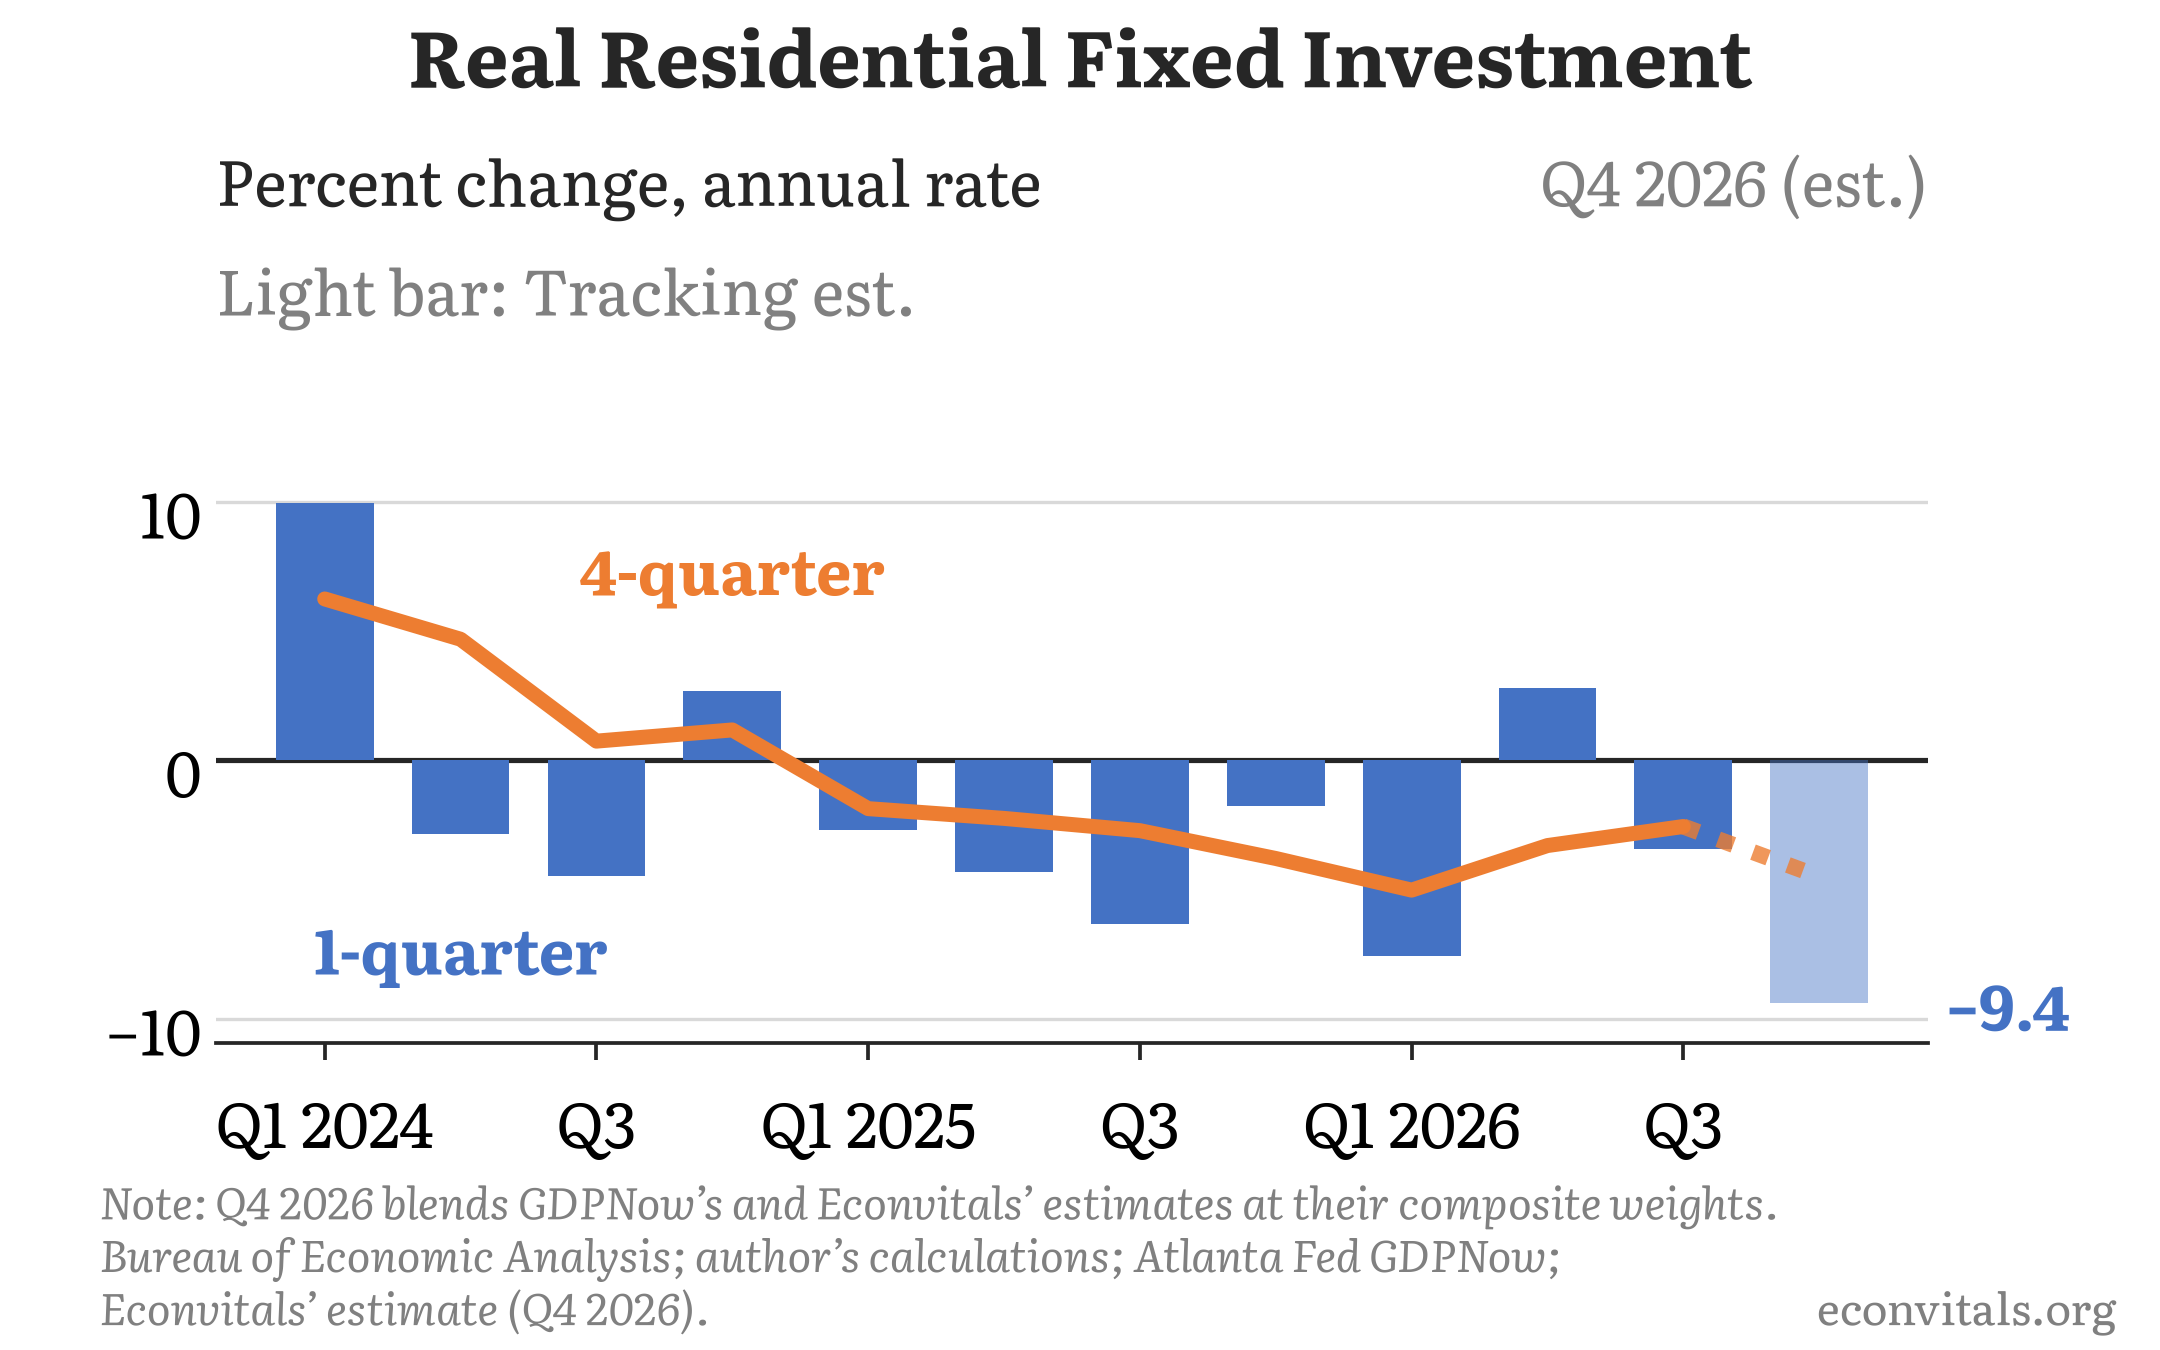 Real Residential Fixed Investment
Percent change, annual rate
Q4 2026 (est.)
Light bar: Tracking est.
10
4-quarter
0
1-quarter
–9.4
–10
Q1 2024 Q3 Q1 2025 Q3 Q1 2026 Q3
Note: Q4 2026 blends GDPNow’s and Econvitals’ estimates at their composite weights.
Bureau of Economic Analysis; author’s calculations; Atlanta Fed GDPNow;
Econvitals’ estimate (Q4 2026).
econvitals.org